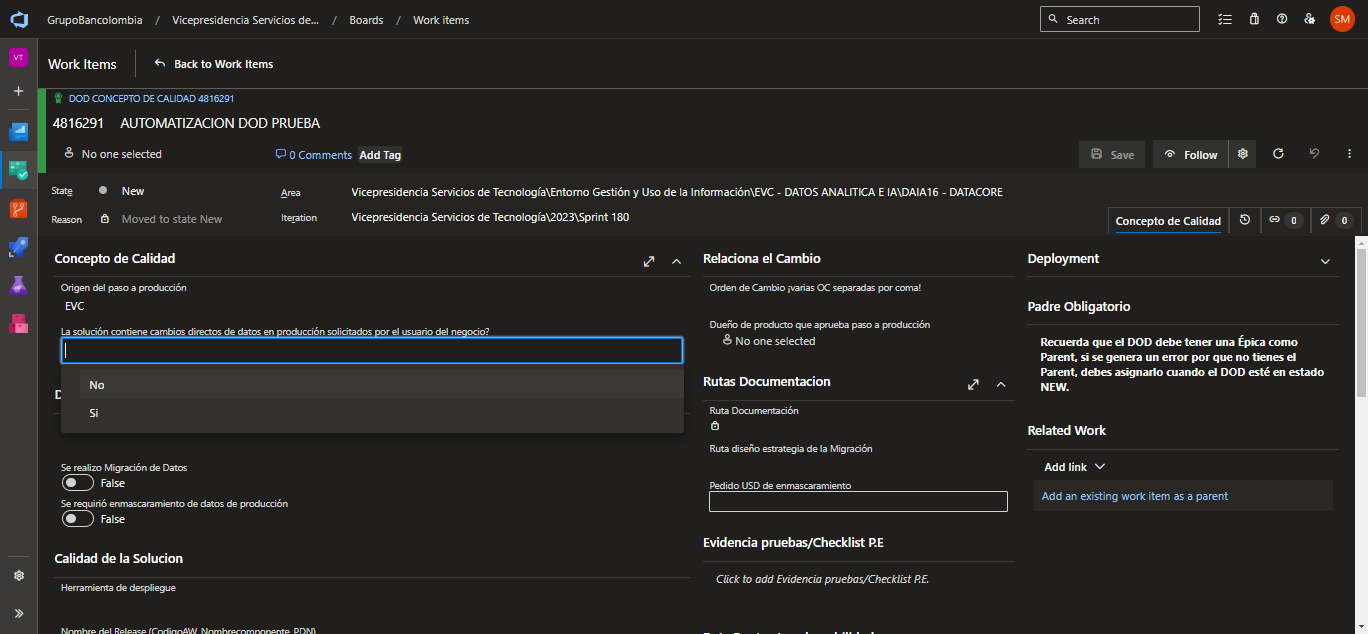 GrupoBancolombia / Vicepresidencia Servicios de... / Boards / Work items
Search
SM
VT
Work Items
Back to Work Items
DOD CONCEPTO DE CALIDAD 4816291
4816291 AUTOMATIZACION DOD PRUEBA
No one selected
0 Comments
Add Tag
Save
Follow
State New
Area Vicepresidencia Servicios de Tecnología\Entorno Gestión y Uso de la Información\EVC - DATOS ANALITICA E IA\DAIA16 - DATACORE
Reason Moved to state New
Iteration Vicepresidencia Servicios de Tecnología\2023\Sprint 180
Concepto de Calidad
0
0
Concepto de Calidad
Origen del paso a producción
EVC
La solución contiene cambios directos de datos en producción solicitados por el usuario del negocio?
No
Si
D
Se realizo Migración de Datos
False
Se requirió enmascaramiento de datos de producción
False
Calidad de la Solucion
Herramienta de despliegue
Nombre del Release (CodigoAW_Nombrecomponente_PDN)
Relaciona el Cambio
Orden de Cambio ¡varias OC separadas por coma!
Dueño de producto que aprueba paso a producción
No one selected
Rutas Documentacion
Ruta Documentación
Ruta diseño estrategia de la Migración
Pedido USD de enmascaramiento
Evidencia pruebas/Checklist P.E
Click to add Evidencia pruebas/Checklist P.E.
Deployment
Padre Obligatorio
Recuerda que el DOD debe tener una Épica como
Parent, si se genera un error por que no tienes el
Parent, debes asignarlo cuando el DOD esté en estado
NEW.
Related Work
Add link
Add an existing work item as a parent